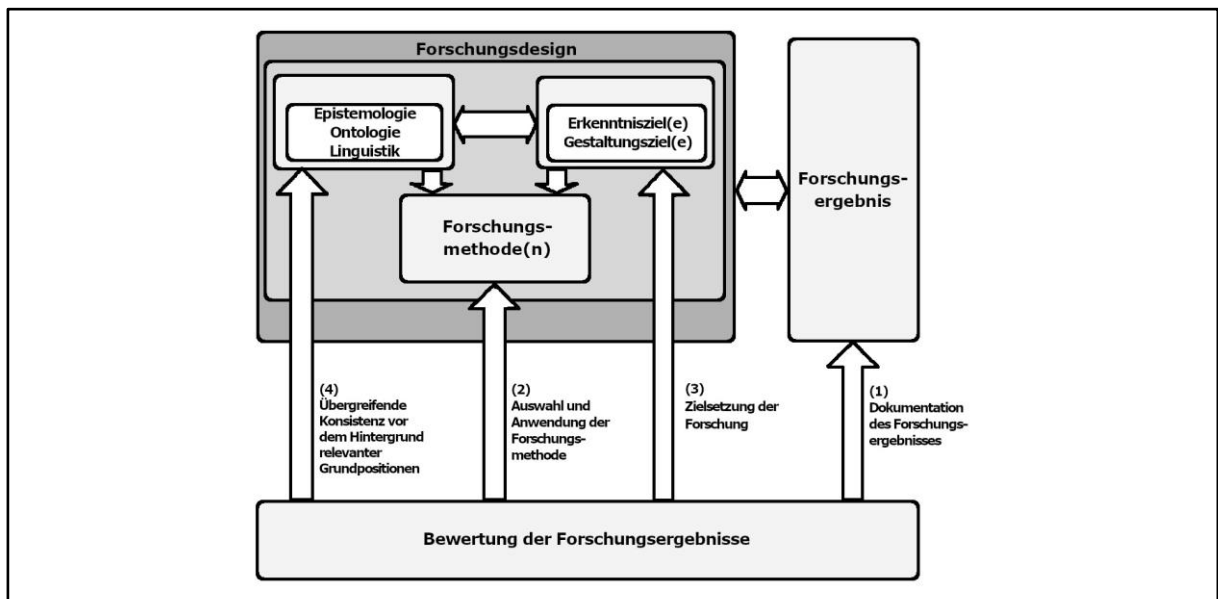 Forschungsdesign
Epistemologie
Ontologie
Linguistik
Erkenntnisziel(e)
Gestaltungsziel(e)
Forschungs-
methode(n)
Forschungs-
ergebnis
(4)
Übergreifende
Konsistenz vor
dem Hintergrund
relevanter
Grundpositionen
(2)
Auswahl und
Anwendung der
Forschungs-
methode
(3)
Zielsetzung der
Forschung
(1)
Dokumentation
des Forschungs-
ergebnisses
Bewertung der Forschungsergebnisse